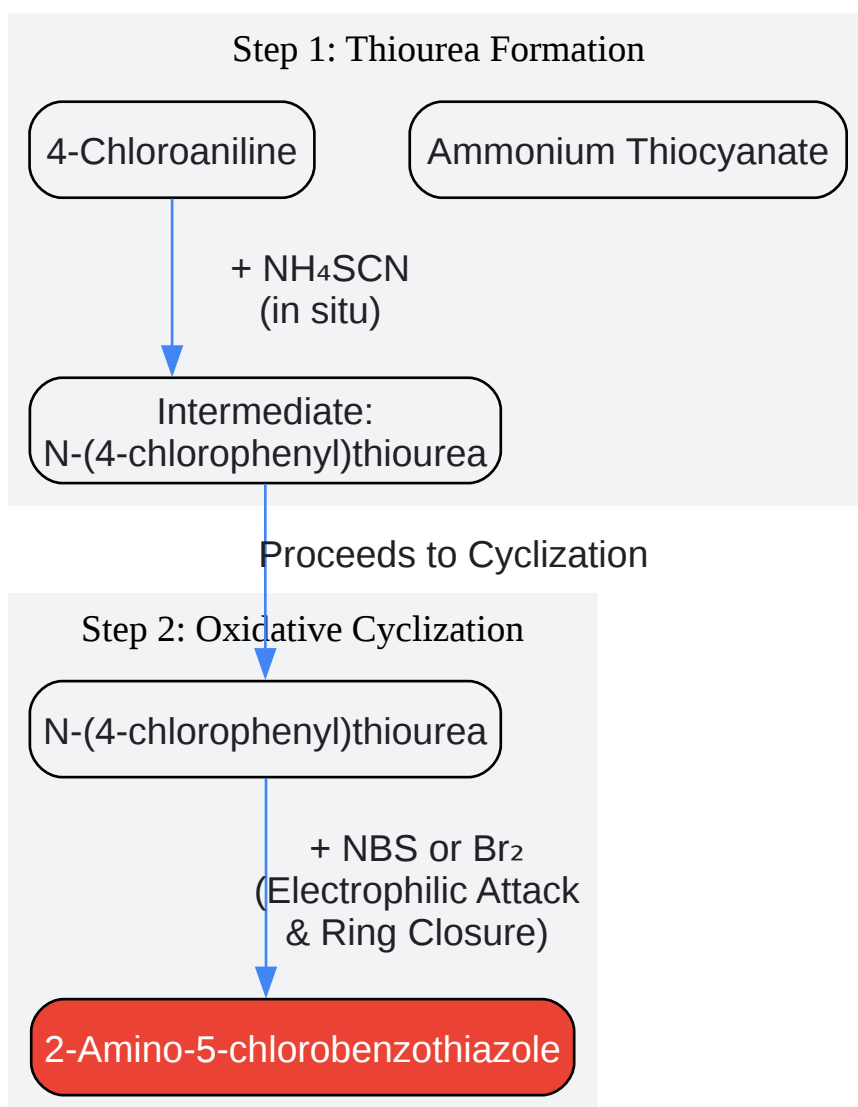 Step 1: Thiourea Formation
4-Chloroaniline
Ammonium Thiocyanate
+ NH₄SCN
(in situ)
Intermediate:
N-(4-chlorophenyl)thiourea
Proceeds to Cyclization
Step 2: Oxidative Cyclization
N-(4-chlorophenyl)thiourea
+ NBS or Br₂
(Electrophilic Attack
& Ring Closure)
2-Amino-5-chlorobenzothiazole